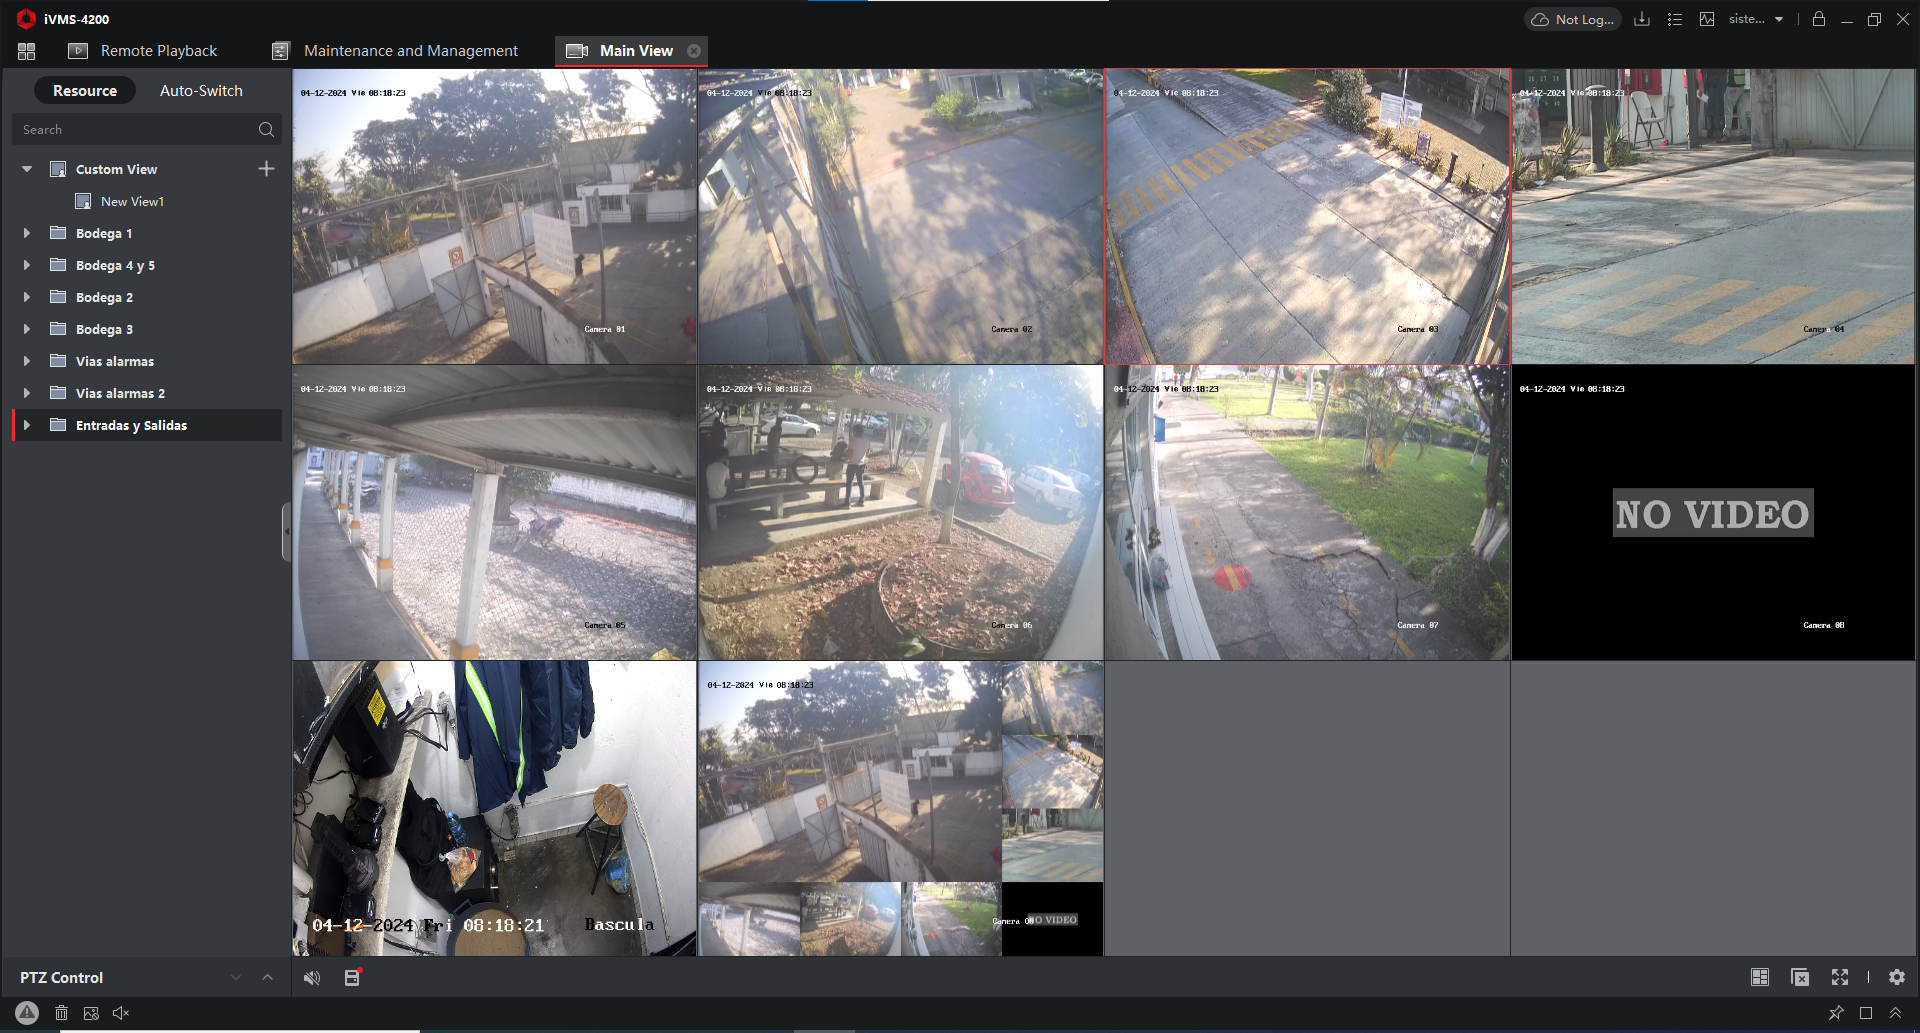 iVMS-4200
Not Log...
siste...
Remote Playback
Maintenance and Management
Main View
Resource
Auto-Switch
Search
Custom View
New View1
Bodega 1
Bodega 4 y 5
Bodega 2
Bodega 3
Vias alarmas
Vias alarmas 2
Entradas y Salidas
04-12-2024 Vie 08:18:23
Camera 01
04-12-2024 Vie 08:18:23
Camera 02
04-12-2024 Vie 08:18:23
Camera 03
04-12-2024 Vie 08:18:23
Camera 04
04-12-2024 Vie 08:18:23
Camera 05
04-12-2024 Vie 08:18:23
Camera 06
04-12-2024 Vie 08:18:23
Camera 07
04-12-2024 Vie 08:18:23
NO VIDEO
Camera 08
04-12-2024 Fri 08:18:21
Bascula
04-12-2024 Vie 08:18:23
Camera 08
NO VIDEO
PTZ Control